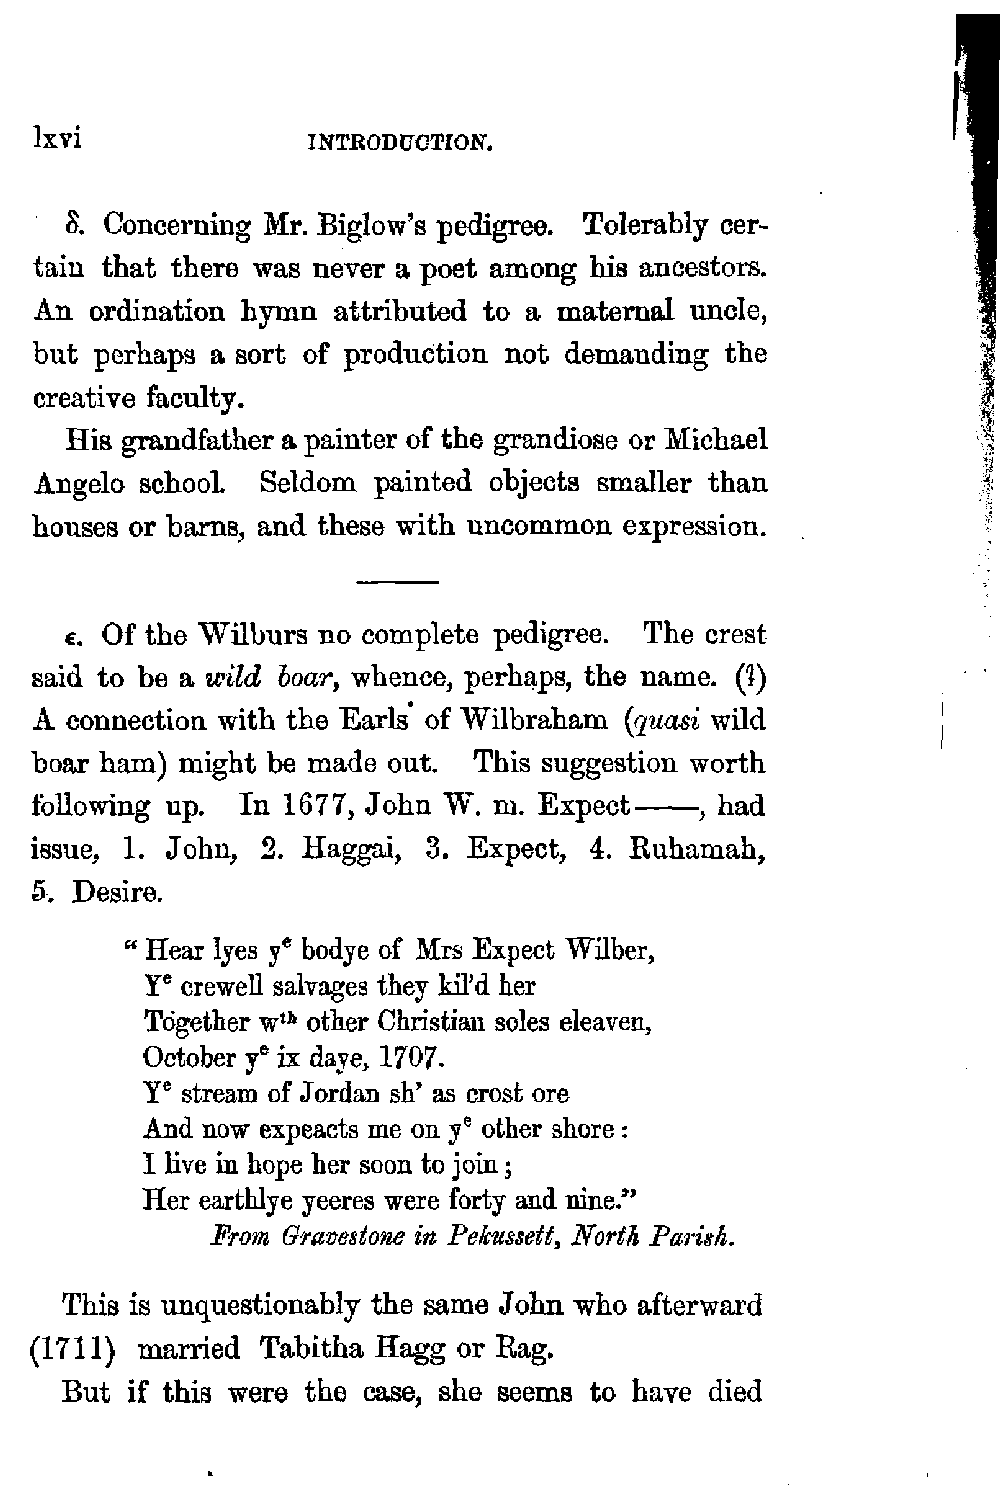 lxvi INTRODUCTION.
δ. Concerning Mr. Biglow's pedigree. Tolerably cer-
tain that there was never a poet among his ancestors.
An ordination hymn attributed to a maternal uncle,
but perhaps a sort of production not demanding the
creative faculty.
His grandfather a painter of the grandiose or Michael
Angelo school. Seldom painted objects smaller than
houses or barns, and these with uncommon expression.
ε. Of the Wilburs no complete pedigree. The crest
said to be a wild boar, whence, perhaps, the name. (?)
A connection with the Earls of Wilbraham (quasi wild
boar ham) might be made out. This suggestion worth
following up. In 1677, John W. m. Expect——, had
issue, 1. John, 2. Haggai, 3. Expect, 4. Ruhamah,
5. Desire.
"Hear lyes yᵉ bodye of Mrs Expect Wilber,
Yᵉ crewell salvages they kil'd her
Together wᵗʰ other Christian soles eleaven,
October yᵉ ix daye, 1707.
Yᵉ stream of Jordan sh' as crost ore
And now expeacts me on yᵉ other shore:
I live in hope her soon to join;
Her earthlye yeeres were forty and nine."
From Gravestone in Pekussett, North Parish.
This is unquestionably the same John who afterward
(1711) married Tabitha Hagg or Rag.
But if this were the case, she seems to have died